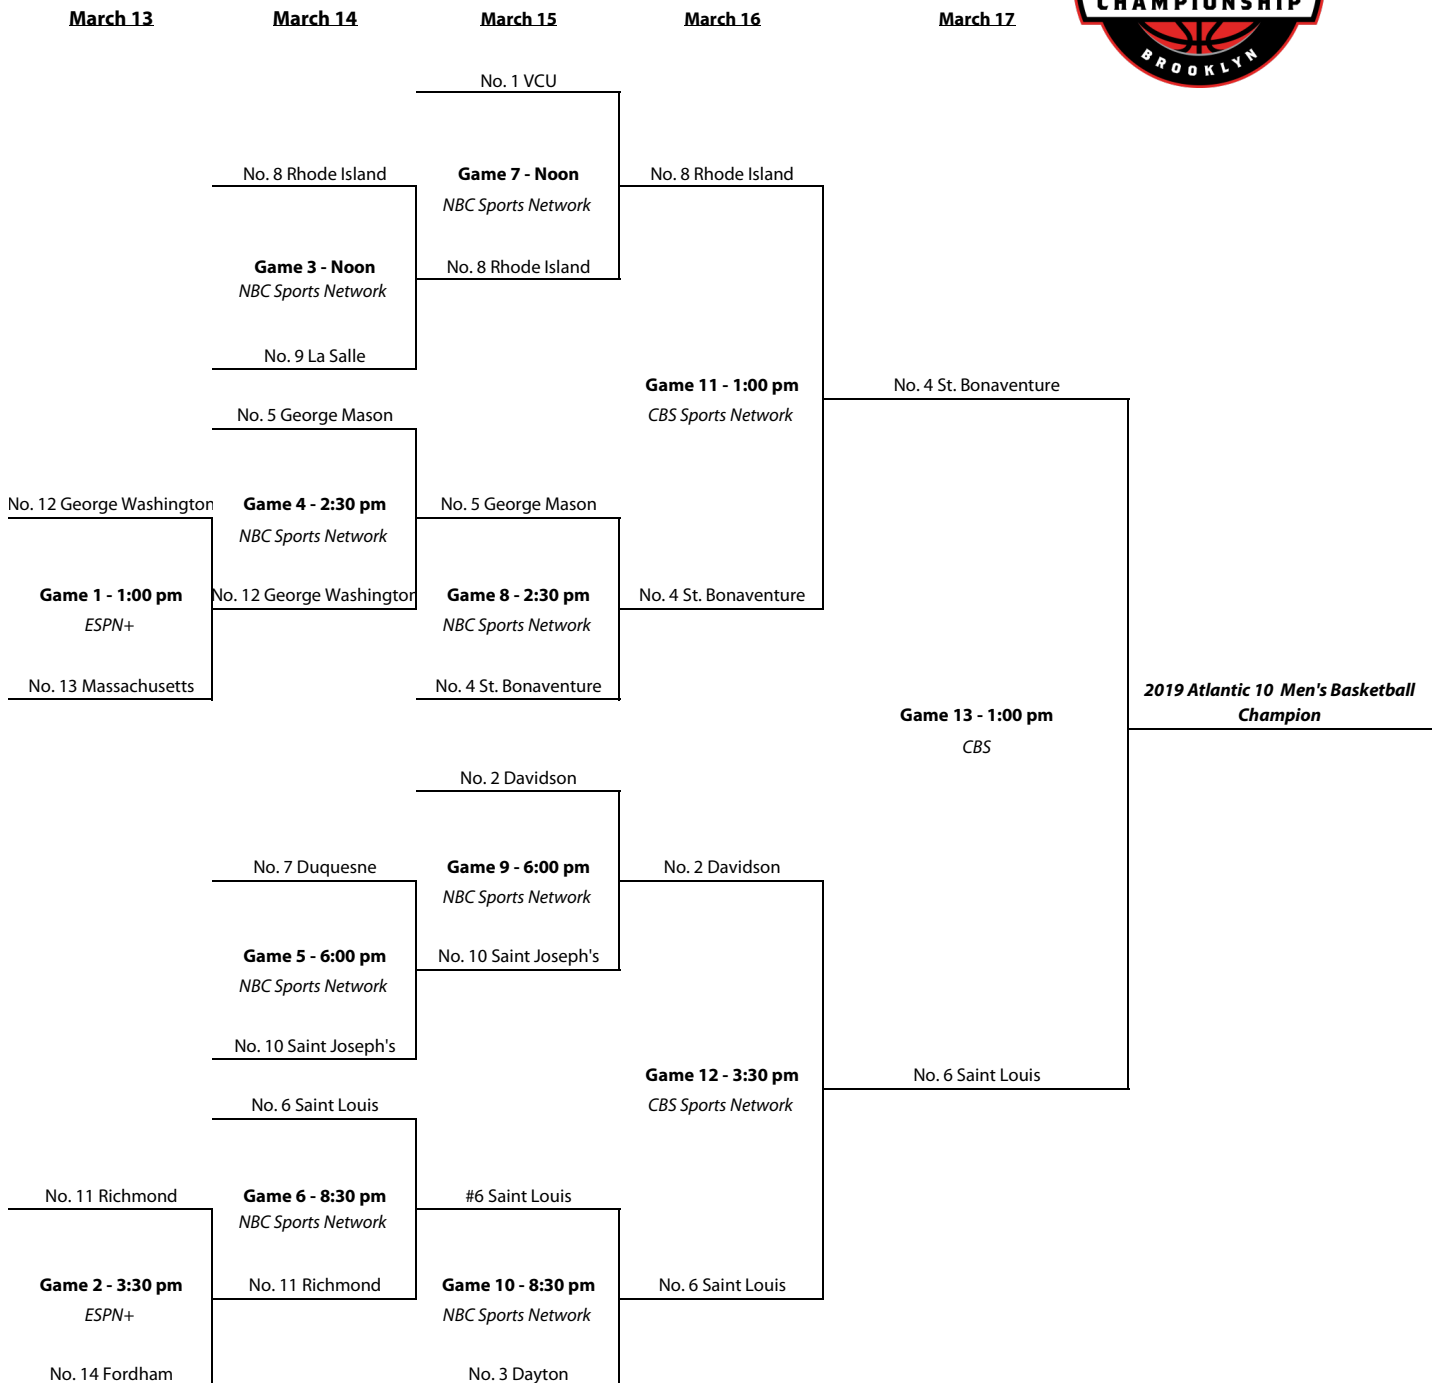 CHAMPIONSHIP
BROOKLYN
March 13
March 14
March 15
March 16
March 17
No. 1 VCU
No. 8 Rhode Island
Game 7 - Noon
No. 8 Rhode Island
NBC Sports Network
Game 3 - Noon
No. 8 Rhode Island
NBC Sports Network
No. 9 La Salle
Game 11 - 1:00 pm
No. 4 St. Bonaventure
No. 5 George Mason
CBS Sports Network
No. 12 George Washington
Game 4 - 2:30 pm
No. 5 George Mason
NBC Sports Network
Game 1 - 1:00 pm
No. 12 George Washington
Game 8 - 2:30 pm
No. 4 St. Bonaventure
ESPN+
NBC Sports Network
No. 13 Massachusetts
No. 4 St. Bonaventure
2019 Atlantic 10 Men's Basketball
Champion
Game 13 - 1:00 pm
CBS
No. 2 Davidson
No. 7 Duquesne
Game 9 - 6:00 pm
No. 2 Davidson
NBC Sports Network
Game 5 - 6:00 pm
No. 10 Saint Joseph's
NBC Sports Network
No. 10 Saint Joseph's
Game 12 - 3:30 pm
No. 6 Saint Louis
No. 6 Saint Louis
CBS Sports Network
No. 11 Richmond
Game 6 - 8:30 pm
#6 Saint Louis
NBC Sports Network
Game 2 - 3:30 pm
No. 11 Richmond
Game 10 - 8:30 pm
No. 6 Saint Louis
ESPN+
NBC Sports Network
No. 14 Fordham
No. 3 Dayton